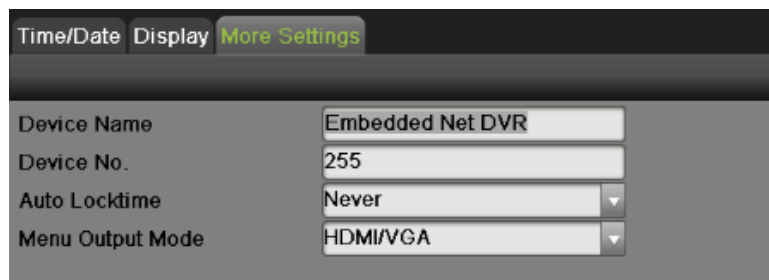 Time/Date Display More Settings
Device Name Embedded Net DVR
Device No. 255
Auto Locktime Never
Menu Output Mode HDMI/VGA